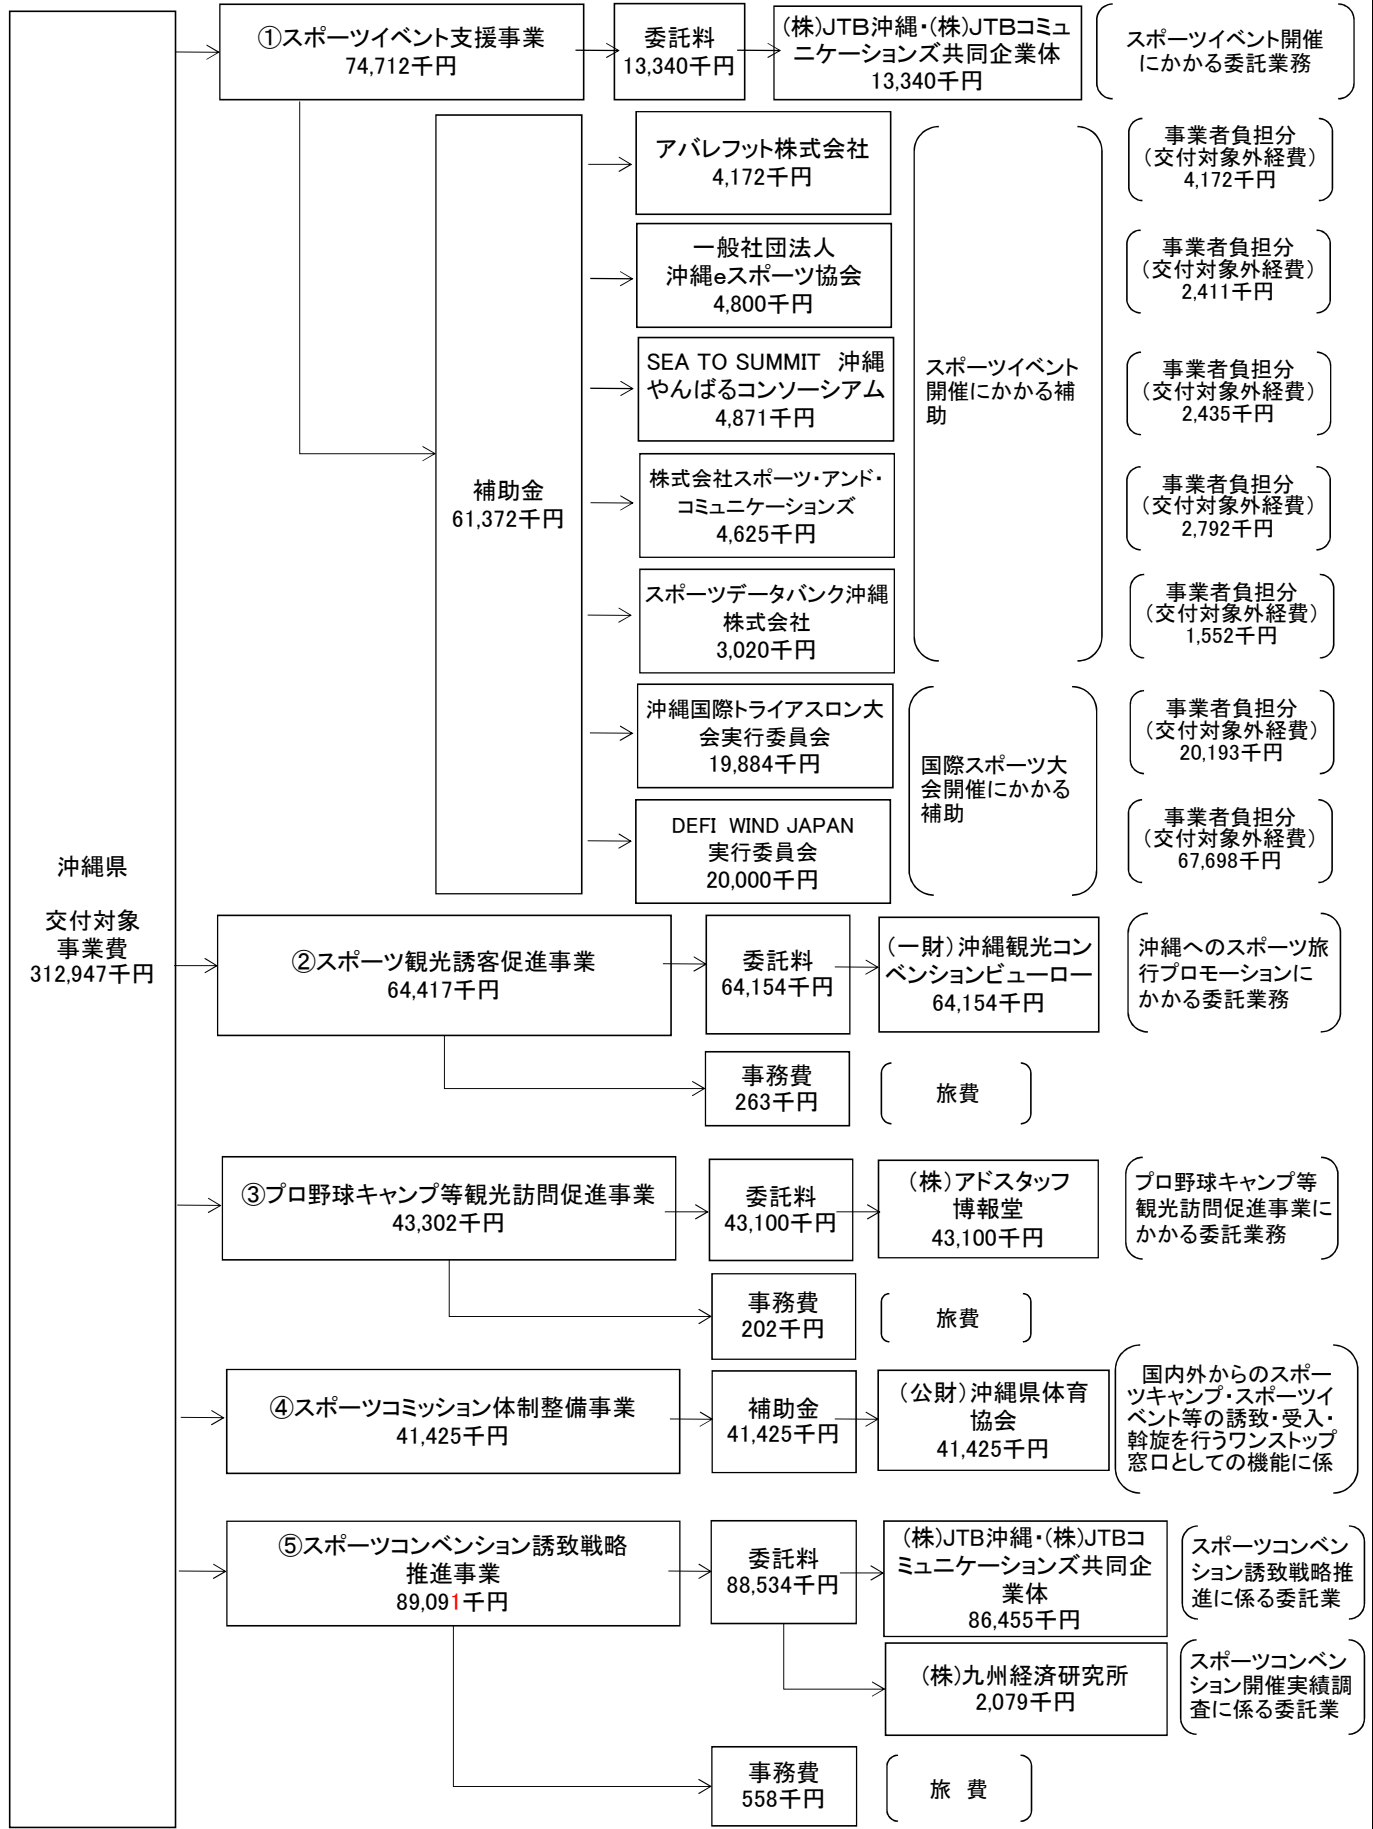 ①スポーツイベント支援事業
74,712千円
委託料
13,340千円
(株)JTB沖縄・(株)JTBコミュ
ニケーションズ共同企業体
13,340千円
スポーツイベント開催
にかかる委託業務
補助金
61,372千円
アバレフット株式会社
4,172千円
事業者負担分
(交付対象外経費)
4,172千円
一般社団法人
沖縄eスポーツ協会
4,800千円
事業者負担分
(交付対象外経費)
2,411千円
SEA TO SUMMIT 沖縄
やんばるコンソーシアム
4,871千円
事業者負担分
(交付対象外経費)
2,435千円
株式会社スポーツ・アンド・
コミュニケーションズ
4,625千円
事業者負担分
(交付対象外経費)
2,792千円
スポーツデータバンク沖縄
株式会社
3,020千円
事業者負担分
(交付対象外経費)
1,552千円
スポーツイベント
開催にかかる補
助
沖縄国際トライアスロン大
会実行委員会
19,884千円
事業者負担分
(交付対象外経費)
20,193千円
DEFI WIND JAPAN
実行委員会
20,000千円
事業者負担分
(交付対象外経費)
67,698千円
国際スポーツ大
会開催にかかる
補助
沖縄県
交付対象
事業費
312,947千円
②スポーツ観光誘客促進事業
64,417千円
委託料
64,154千円
(一財)沖縄観光コン
ベンションビューロー
64,154千円
沖縄へのスポーツ旅
行プロモーションに
かかる委託業務
事務費
263千円
旅費
③プロ野球キャンプ等観光訪問促進事業
43,302千円
委託料
43,100千円
(株)アドスタッフ
博報堂
43,100千円
プロ野球キャンプ等
観光訪問促進事業に
かかる委託業務
事務費
202千円
旅費
④スポーツコミッション体制整備事業
41,425千円
補助金
41,425千円
(公財)沖縄県体育
協会
41,425千円
国内外からのスポー
ツキャンプ・スポーツイ
ベント等の誘致・受入・
斡旋を行うワンストップ
窓口としての機能に係
⑤スポーツコンベンション誘致戦略
推進事業
89,091千円
委託料
88,534千円
(株)JTB沖縄・(株)JTBコ
ミュニケーションズ共同企
業体
86,455千円
スポーツコンベン
ション誘致戦略推
進に係る委託業
(株)九州経済研究所
2,079千円
スポーツコンベン
ション開催実績調
査に係る委託業
事務費
558千円
旅 費